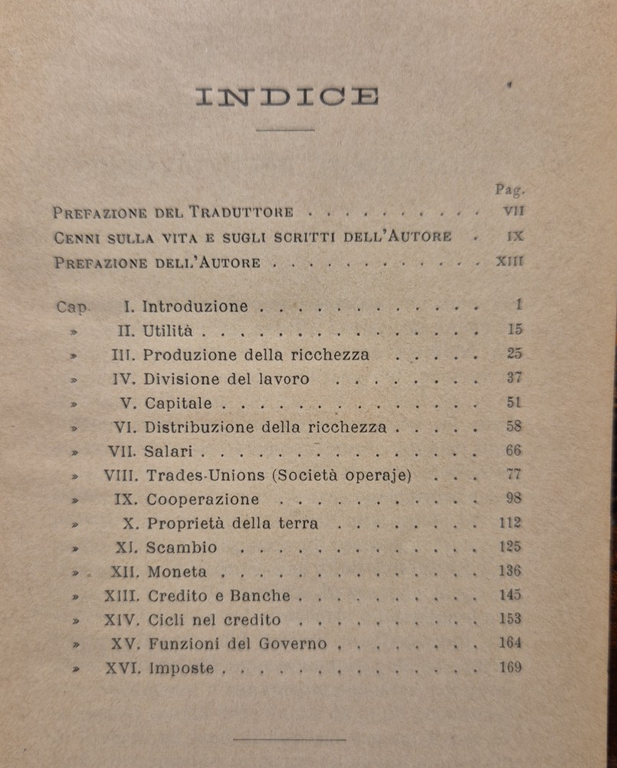 INDICE
Pag.
PREFAZIONE DEL TRADUTTORE . . . . . . . . . . VII
CENNI SULLA VITA E SUGLI SCRITTI DELL'AUTORE . IX
PREFAZIONE DELL'AUTORE . . . . . . . . . . . . XIII
Cap. I. Introduzione . . . . . . . . . . . . 1
» II. Utilità . . . . . . . . . . . . . . . 15
» III. Produzione della ricchezza . . . . . 25
» IV. Divisione del lavoro . . . . . . . . 37
» V. Capitale . . . . . . . . . . . . . . 51
» VI. Distribuzione della ricchezza . . . . . 58
» VII. Salari . . . . . . . . . . . . . . . 66
» VIII. Trades-Unions (Società operaje) . . . 77
» IX. Cooperazione . . . . . . . . . . . 98
» X. Proprietà della terra . . . . . . . . 112
» XI. Scambio . . . . . . . . . . . . . 125
» XII. Moneta . . . . . . . . . . . . . . 136
» XIII. Credito e Banche . . . . . . . . . . 145
» XIV. Cicli nel credito . . . . . . . . . . 153
» XV. Funzioni del Governo . . . . . . . . 164
» XVI. Imposte . . . . . . . . . . . . . . 169